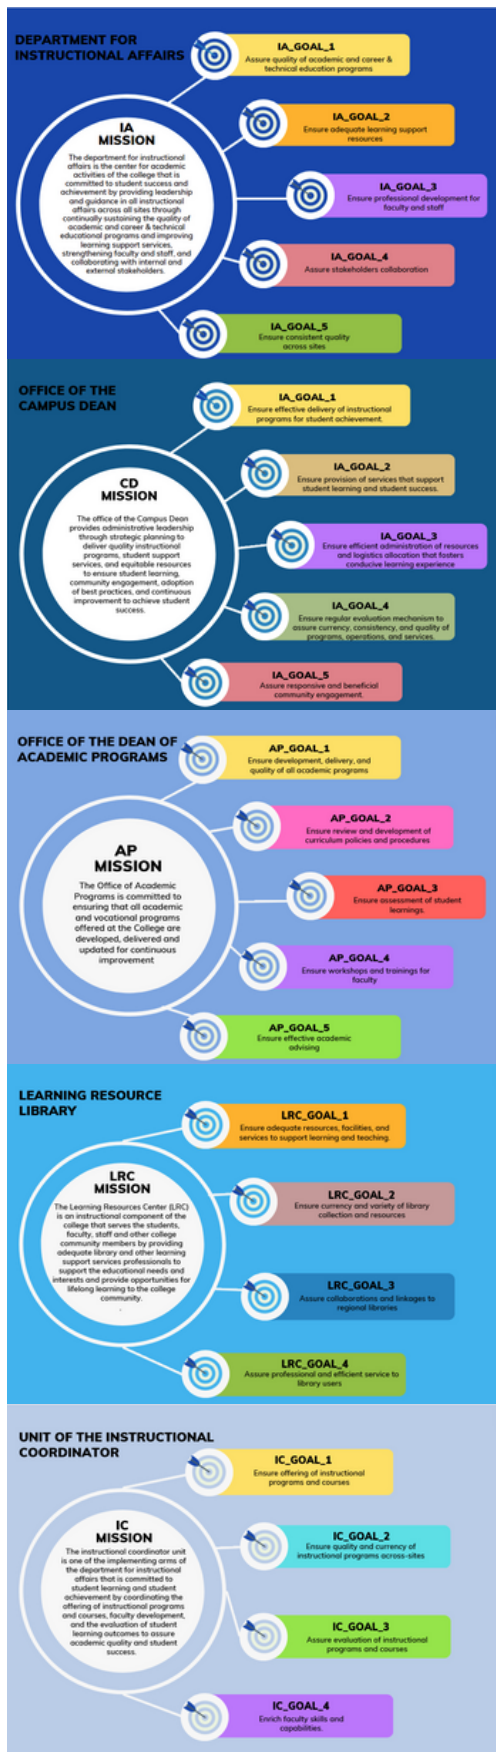 DEPARTMENT FOR
INSTRUCTIONAL AFFAIRS
IA_GOAL_1
Assure quality of academic and career &
technical education programs
IA_GOAL_2
Ensure adequate learning support
resources
IA_GOAL_3
Ensure professional development for
faculty and staff
IA_GOAL_4
Assure stakeholders collaboration
IA_GOAL_5
Ensure consistent quality
across sites
IA
MISSION
The department for instructional
affairs is the center for academic
activities of the college that is
committed to student success and
achievement by providing leadership
and guidance in all instructional
affairs across all sites through
continually sustaining the quality of
academic and career & technical
educational programs and improving
learning support services,
strengthening faculty and staff, and
collaborating with internal and
external stakeholders.
OFFICE OF THE
CAMPUS DEAN
IA_GOAL_1
Ensure effective delivery of instructional
programs for student achievement.
IA_GOAL_2
Ensure provision of services that support
student learning and student success.
IA_GOAL_3
Ensure efficient administration of resources
and logistics allocation that fosters
conducive learning experience
IA_GOAL_4
Ensure regular evaluation mechanism to
assure currency, consistency, and quality of
programs, operations, and services.
IA_GOAL_5
Assure responsive and beneficial
community engagement.
CD
MISSION
The office of the Campus Dean
provides administrative leadership
through strategic planning to
deliver quality instructional
programs, student support
services, and equitable resources
to ensure student learning,
community engagement, adoption
of best practices, and continuous
improvement to achieve student
success.
OFFICE OF THE DEAN OF
ACADEMIC PROGRAMS
AP_GOAL_1
Ensure development, delivery, and
quality of all academic programs
AP_GOAL_2
Ensure review and development of
curriculum policies and procedures
AP_GOAL_3
Ensure assessment of student
learnings.
AP_GOAL_4
Ensure workshops and trainings for
faculty
AP_GOAL_5
Ensure effective academic
advising
AP
MISSION
The Office of Academic
Programs is committed to
ensuring that all academic
and vocational programs
offered at the College are
developed, delivered and
updated for continuous
improvement
LEARNING RESOURCE
LIBRARY
LRC_GOAL_1
Ensure adequate resources, facilities, and
services to support learning and teaching.
LRC_GOAL_2
Ensure currency and variety of library
collection and resources
LRC_GOAL_3
Assure collaborations and linkages to
regional libraries
LRC_GOAL_4
Assure professional and efficient service to
library users
LRC
MISSION
The Learning Resources Center (LRC)
is an instructional component of the
college that serves the students,
faculty, staff and other college
community members by providing
adequate library and other learning
support services professionals to
support the educational needs and
interests and provide opportunities for
lifelong learning to the college
community.
.
UNIT OF THE INSTRUCTIONAL
COORDINATOR
IC_GOAL_1
Ensure offering of instructional
programs and courses
IC_GOAL_2
Ensure quality and currency of
instructional programs across-sites
IC_GOAL_3
Assure evaluation of instructional
programs and courses
IC_GOAL_4
Enrich faculty skills and
capabilities.
IC
MISSION
The instructional coordinator unit
is one of the implementing arms of
the department for instructional
affairs that is committed to
student learning and student
achievement by coordinating the
offering of instructional programs
and courses, faculty development,
and the evaluation of student
learning outcomes to assure
academic quality and student
success.